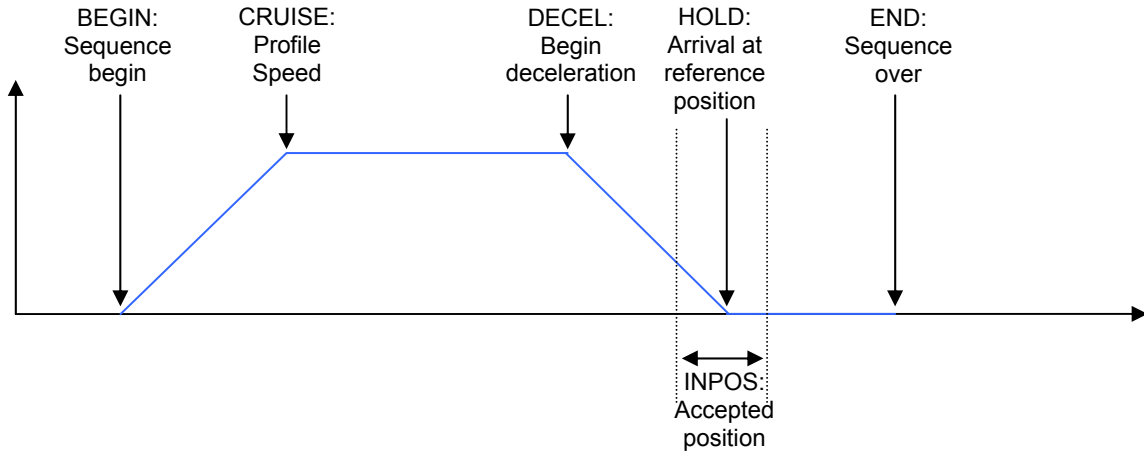 BEGIN:
Sequence
begin
CRUISE:
Profile
Speed
DECEL:
Begin
deceleration
HOLD:
Arrival at
reference
position
END:
Sequence
over
INPOS:
Accepted
position